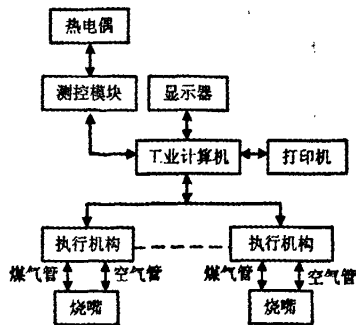 热电偶
测控模块 显示器
工业计算机 打印机
执行机构 执行机构
煤气管 空气管 煤气管 空气管
烧嘴 烧嘴